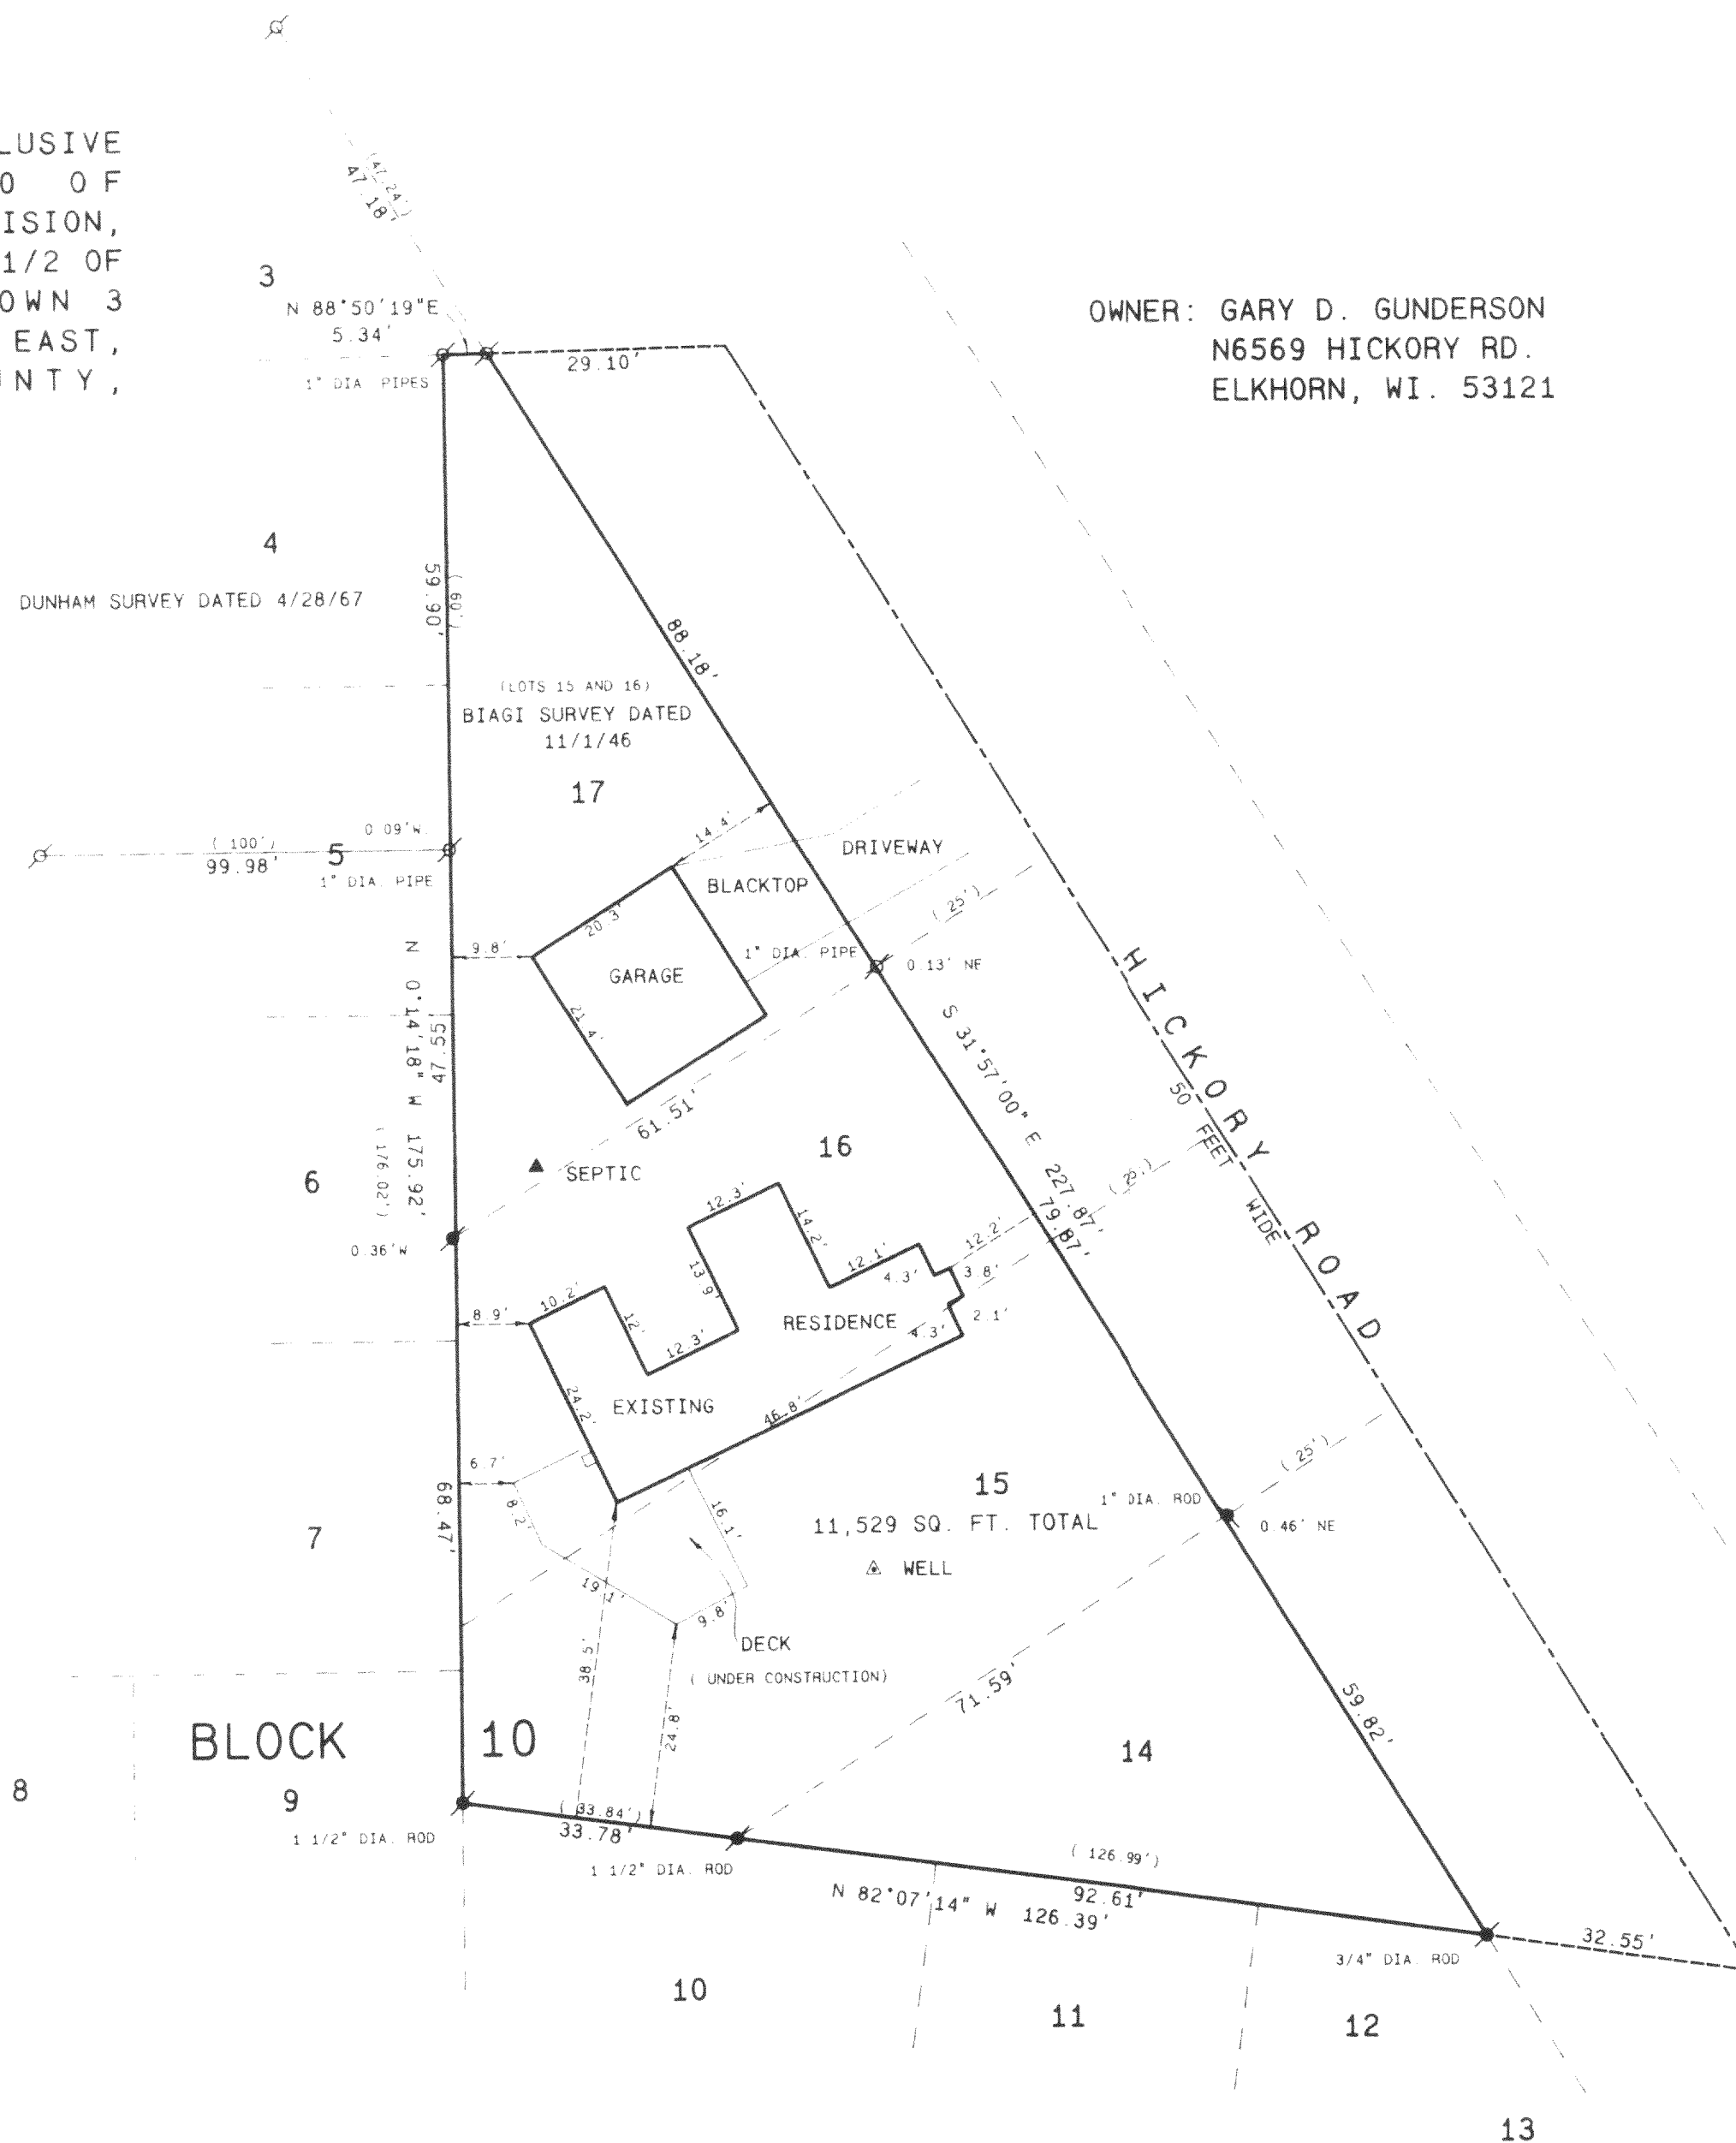 LUSIVE
0 OF
ISION,
1/2 OF
OWN 3
EAST,
NTY,
(47.24')
47.18'
3
N 88°50'19"E
5.34'
1" DIA. PIPES
29.10'
OWNER: GARY D. GUNDERSON
N6569 HICKORY RD.
ELKHORN, WI. 53121
4
DUNHAM SURVEY DATED 4/28/67
59.90'
(60')
88.18'
(LOTS 15 AND 16)
BIAGI SURVEY DATED
11/1/46
17
0.09'W.
(100')
99.98'
5
1" DIA. PIPE
14.4'
DRIVEWAY
BLACKTOP
20.3'
(25')
9.8'
GARAGE
1" DIA. PIPE
0.13' NE
21.4'
N 0°14'18" W 175.92'
47.55'
(176.02')
61.51'
S 31°57'00" E 227.87'
79.87'
HICKORY ROAD
50 FEET WIDE
16
6
SEPTIC
0.36'W
12.3'
14.2'
13.9'
12.1'
4.3'
12.2'
(25')
3.8'
2.1'
4.3'
8.9'
10.2'
12'
12.3'
RESIDENCE
EXISTING
24.2'
46.8'
6.7'
8.2'
68.47'
7
16.1'
15
11,529 SQ. FT. TOTAL
WELL
1" DIA. ROD
0.46' NE
(25')
19.1'
9.8'
38.5'
24.8'
DECK
(UNDER CONSTRUCTION)
71.59'
59.82'
BLOCK 10
14
8
9
1 1/2" DIA. ROD
(33.84')
33.78'
1 1/2" DIA. ROD
(126.99')
92.61'
N 82°07'14" W 126.39'
3/4" DIA. ROD
32.55'
10
11
12
13